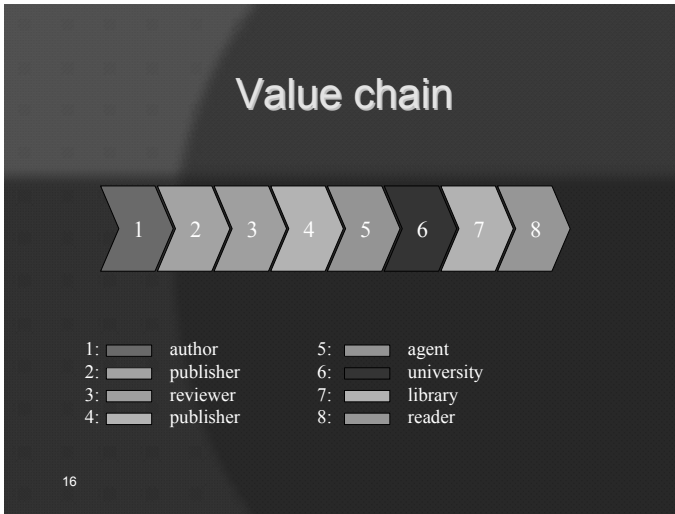 Value chain
1 2 3 4 5 6 7 8
1: author 5: agent
2: publisher 6: university
3: reviewer 7: library
4: publisher 8: reader
16